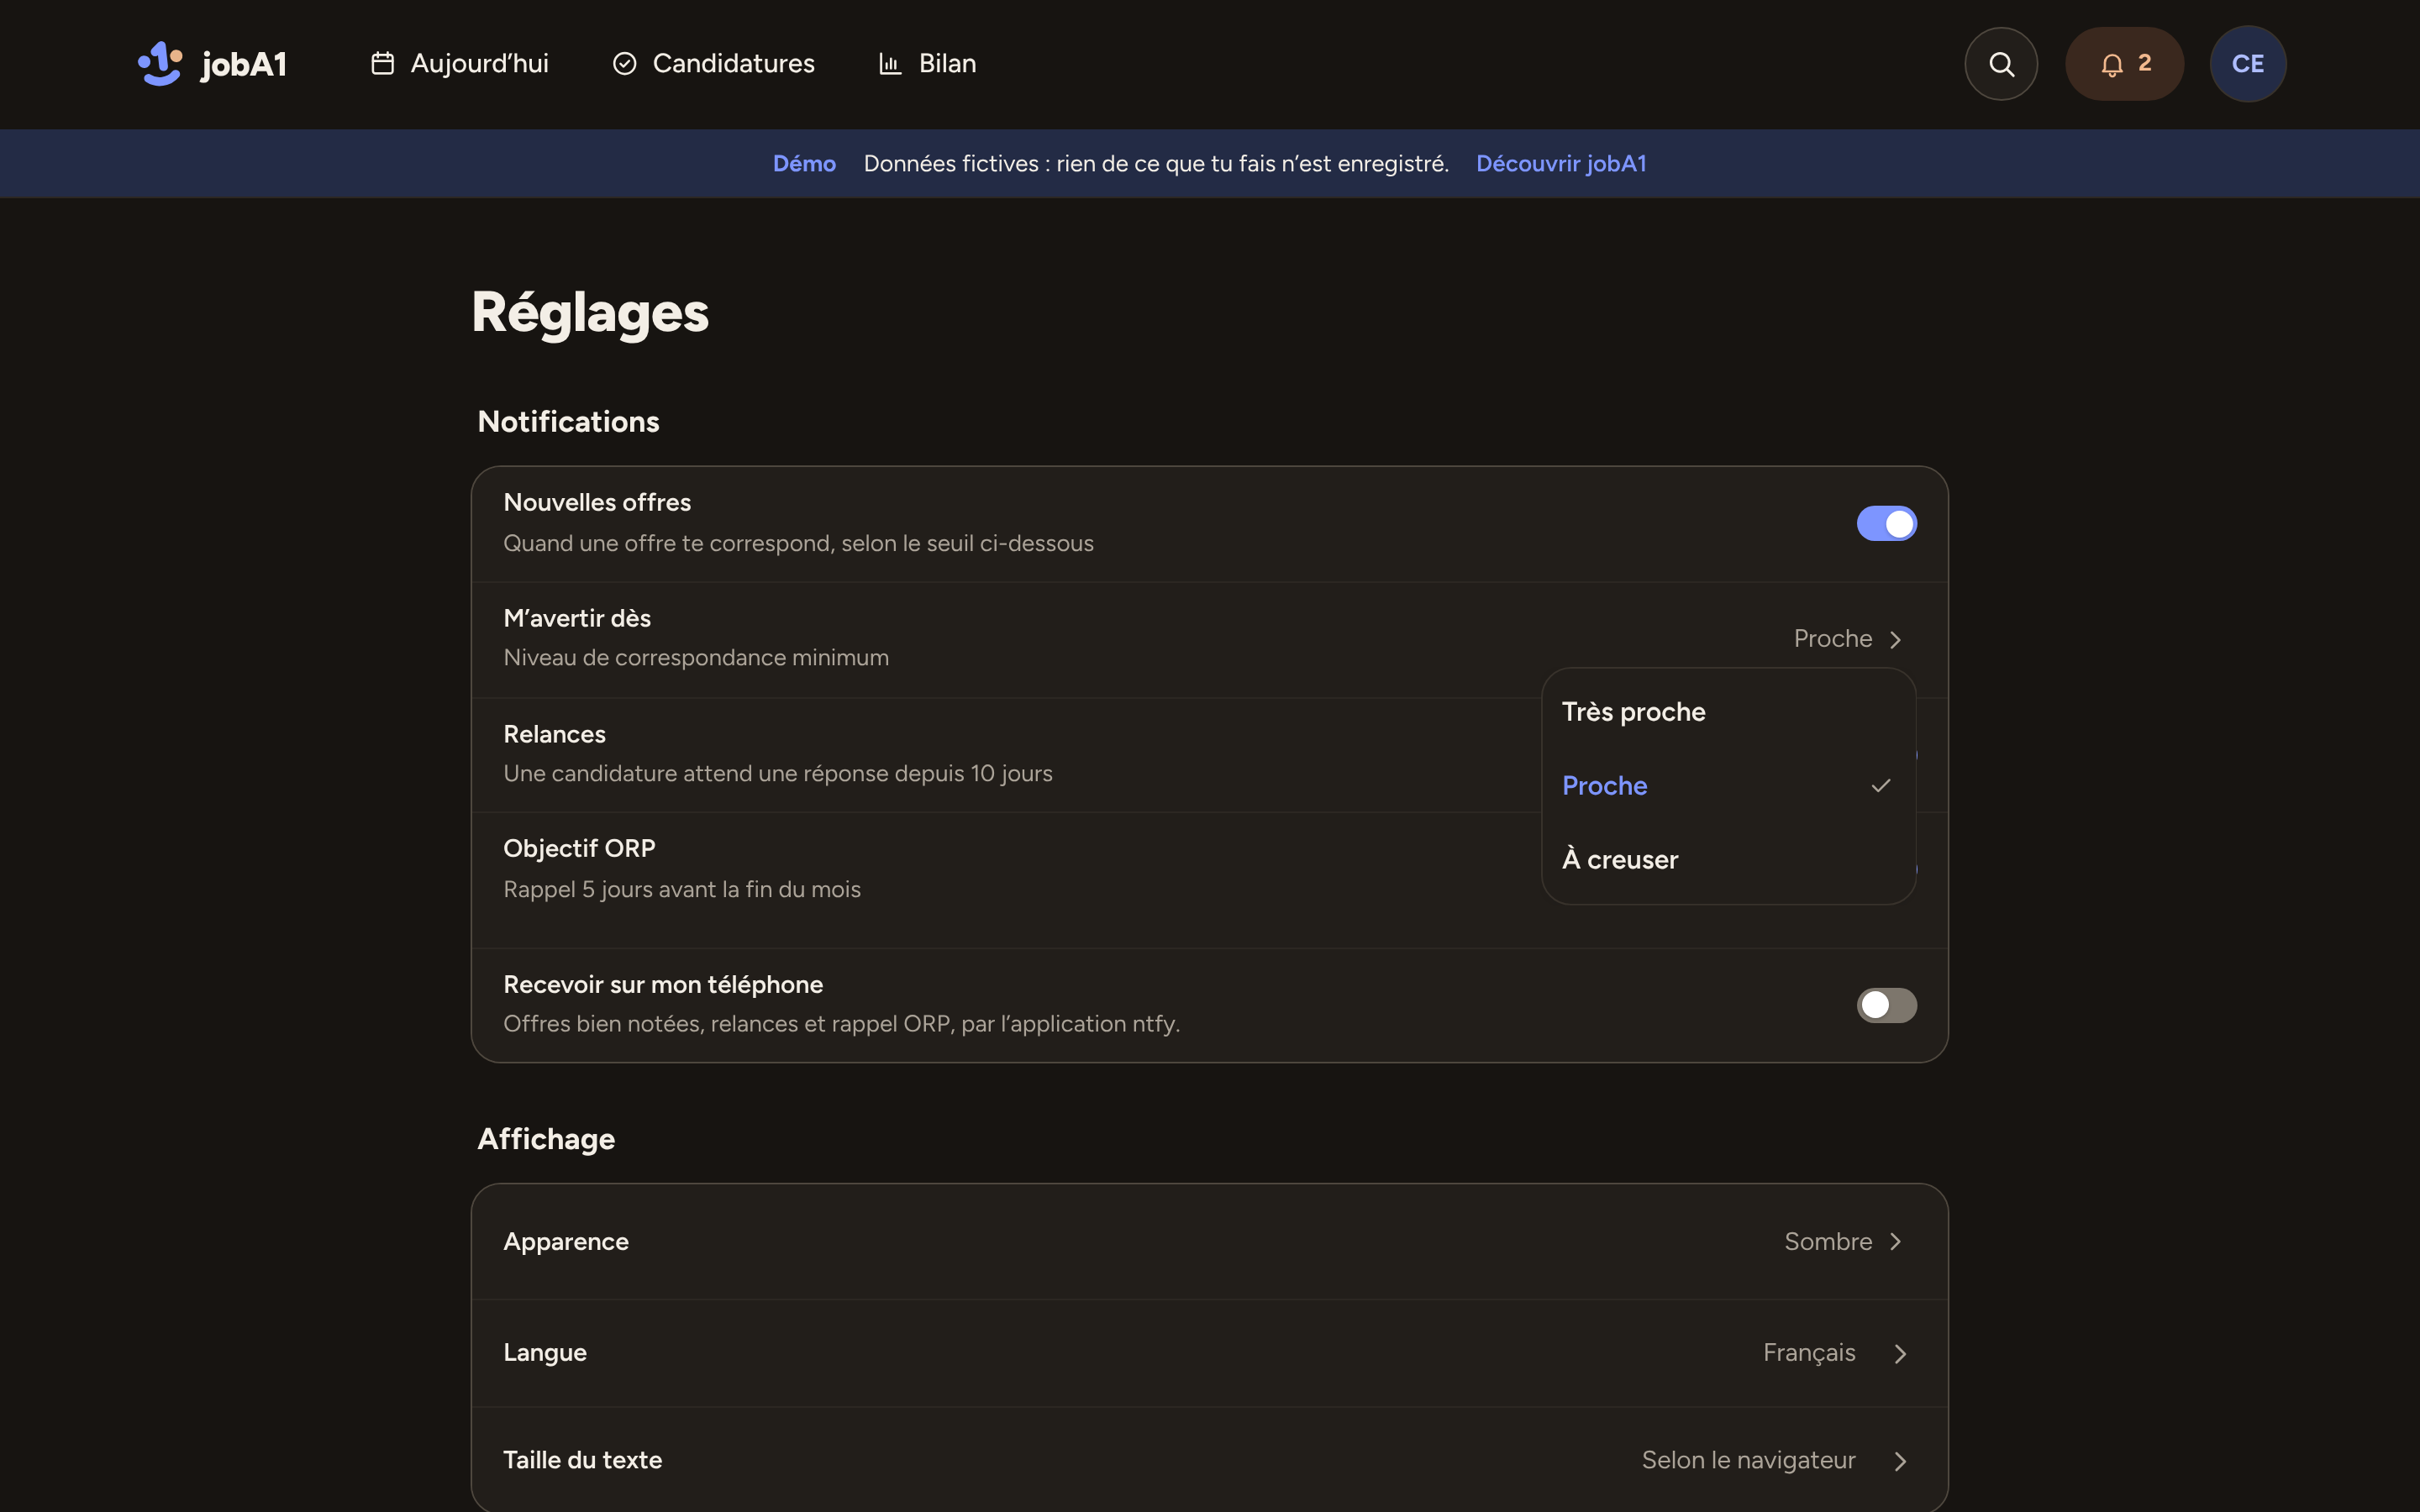 jobA1
Aujourd’hui
Candidatures
Bilan
2
CE
Démo Données fictives : rien de ce que tu fais n’est enregistré. Découvrir jobA1
Réglages
Notifications
Nouvelles offres
Quand une offre te correspond, selon le seuil ci-dessous
M’avertir dès
Niveau de correspondance minimum
Proche
Très proche
Proche
À creuser
Relances
Une candidature attend une réponse depuis 10 jours
Objectif ORP
Rappel 5 jours avant la fin du mois
Recevoir sur mon téléphone
Offres bien notées, relances et rappel ORP, par l’application ntfy.
Affichage
Apparence
Sombre
Langue
Français
Taille du texte
Selon le navigateur